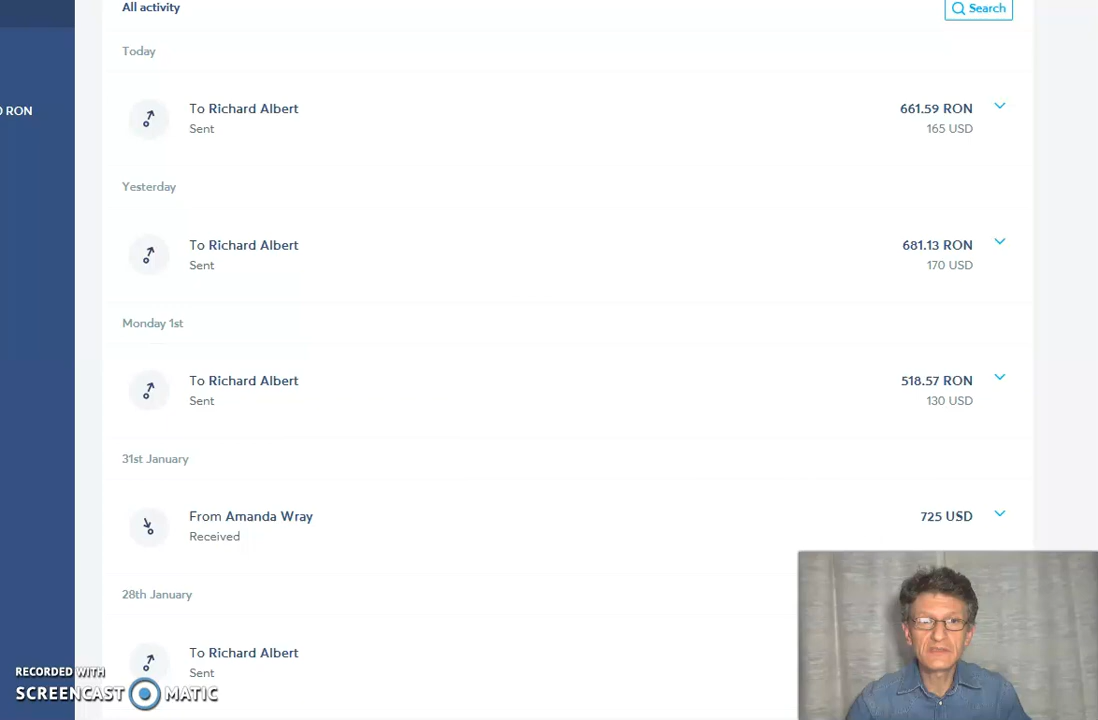 All activity
Search
Today
RON
To Richard Albert
661.59 RON
Sent
165 USD
Yesterday
To Richard Albert
681.13 RON
Sent
170 USD
Monday 1st
To Richard Albert
518.57 RON
Sent
130 USD
31st January
From Amanda Wray
725 USD
Received
28th January
To Richard Albert
Sent
RECORDED WITH
SCREENCAST MATIC